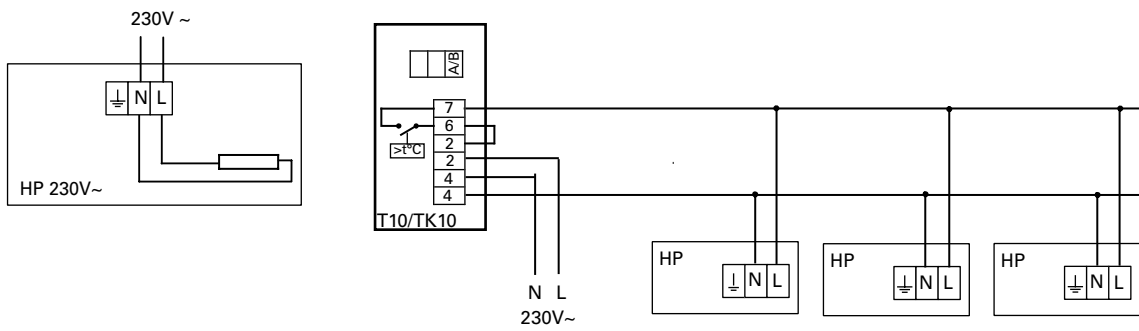 230V ~
N L
HP 230V~
A/B
7
6
2
2
4
4
>t°C
T10/TK10
N L
230V~
HP
N L
HP
N L
HP
N L